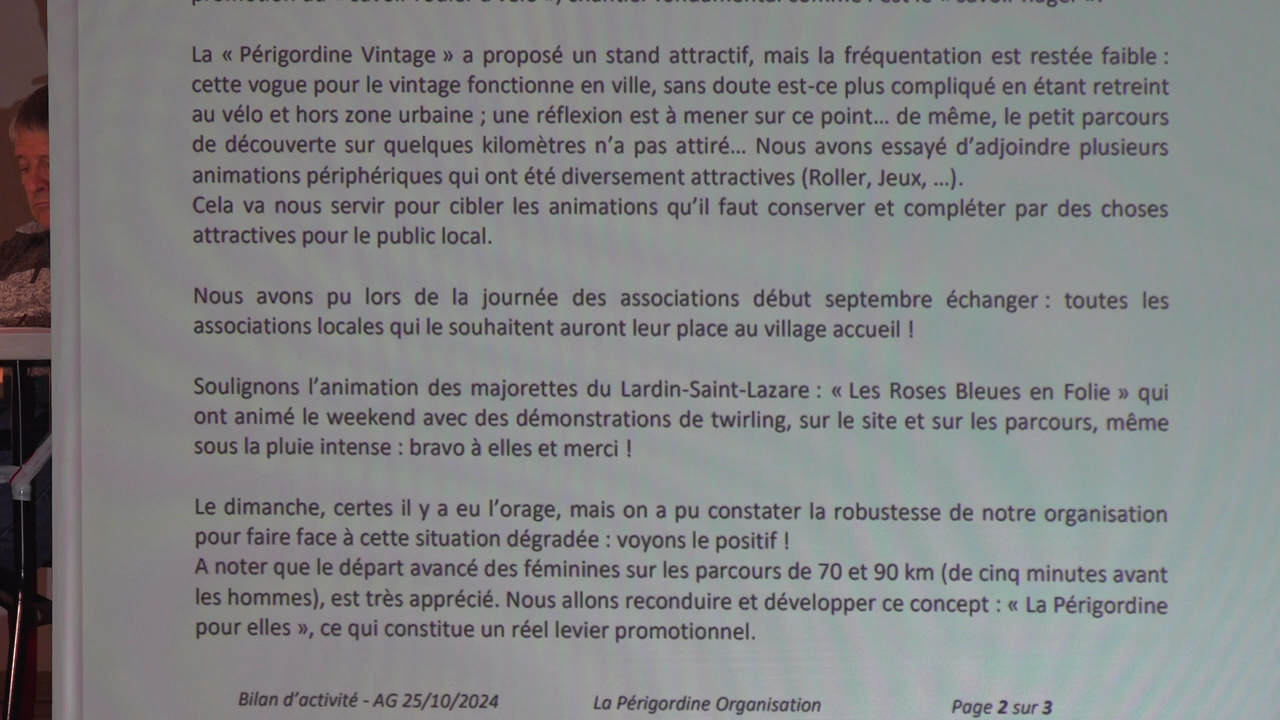 promotion du « savoir rouler à vélo »), chantier fondamental comme l'est le « savoir nager ».
La « Périgordine Vintage » a proposé un stand attractif, mais la fréquentation est restée faible :
cette vogue pour le vintage fonctionne en ville, sans doute est-ce plus compliqué en étant retreint
au vélo et hors zone urbaine ; une réflexion est à mener sur ce point... de même, le petit parcours
de découverte sur quelques kilomètres n'a pas attiré... Nous avons essayé d'adjoindre plusieurs
animations périphériques qui ont été diversement attractives (Roller, Jeux, ...).
Cela va nous servir pour cibler les animations qu'il faut conserver et compléter par des choses
attractives pour le public local.
Nous avons pu lors de la journée des associations début septembre échanger : toutes les
associations locales qui le souhaitent auront leur place au village accueil !
Soulignons l'animation des majorettes du Lardin-Saint-Lazare : « Les Roses Bleues en Folie » qui
ont animé le weekend avec des démonstrations de twirling, sur le site et sur les parcours, même
sous la pluie intense : bravo à elles et merci !
Le dimanche, certes il y a eu l'orage, mais on a pu constater la robustesse de notre organisation
pour faire face à cette situation dégradée : voyons le positif !
A noter que le départ avancé des féminines sur les parcours de 70 et 90 km (de cinq minutes avant
les hommes), est très apprécié. Nous allons reconduire et développer ce concept : « La Périgordine
pour elles », ce qui constitue un réel levier promotionnel.
Bilan d'activité - AG 25/10/2024 La Périgordine Organisation Page 2 sur 3